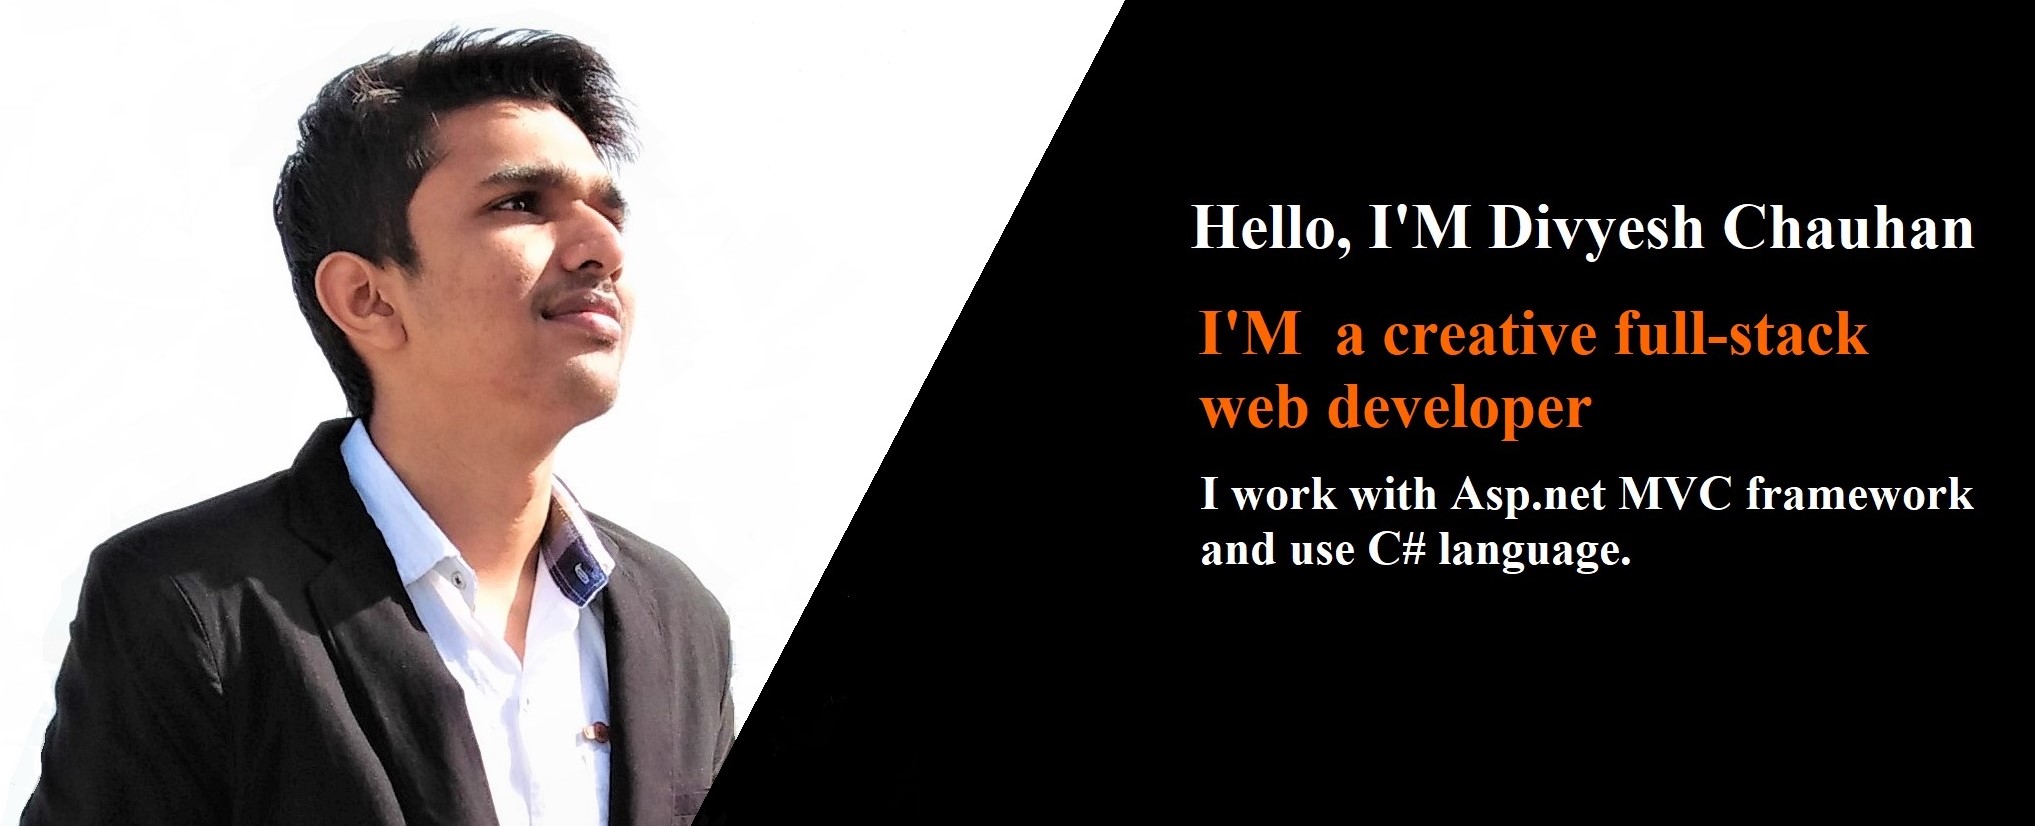 Hello, I'M Divyesh Chauhan
I'M a creative full-stack
web developer
I work with Asp.net MVC framework
and use C# language.